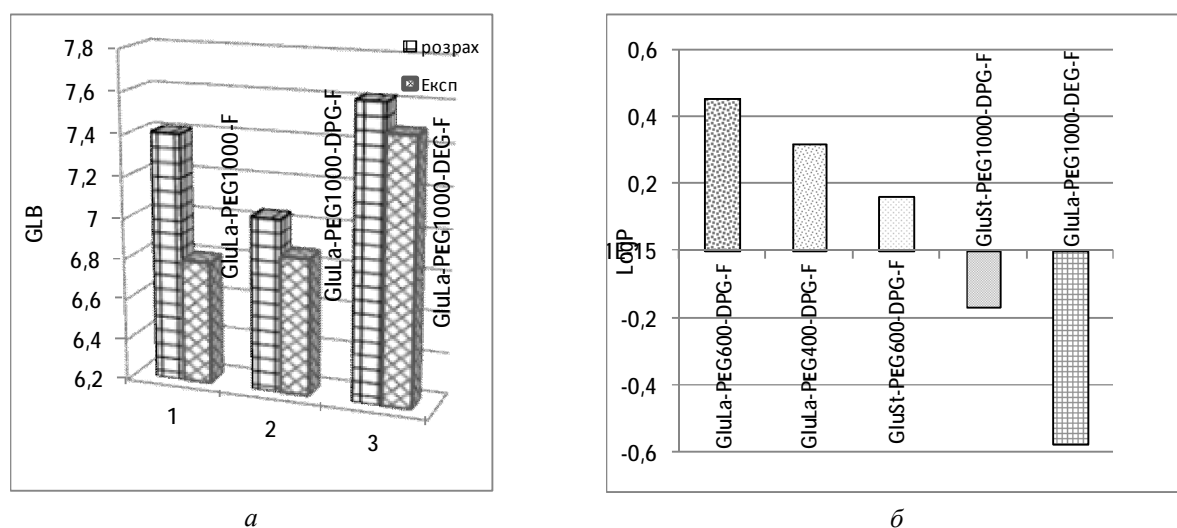 7,8
7,6
7,4
7,2
7
6,8
6,6
6,4
6,2
GLB
розрах
Експ
GluLa-PEG1000-F
GluLa-PEG1000-DPG-F
GluLa-PEG1000-DEG-F
1
2
3
а
0,6
0,4
0,2
-0,2
-0,4
-0,6
LogP
GluLa-PEG600-DPG-F
GluLa-PEG400-DPG-F
GluSt-PEG600-DPG-F
GluSt-PEG1000-DPG-F
GluLa-PEG1000-DEG-F
б